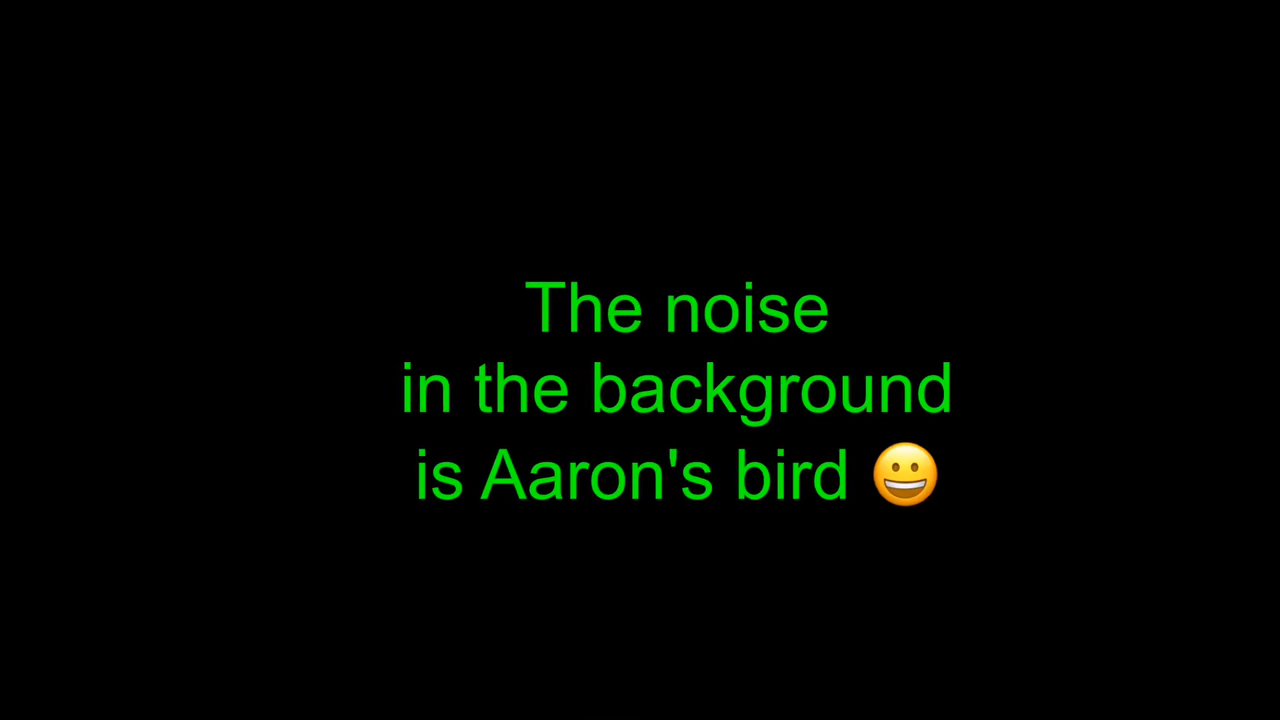 The noise
in the background
is Aaron's bird 😀